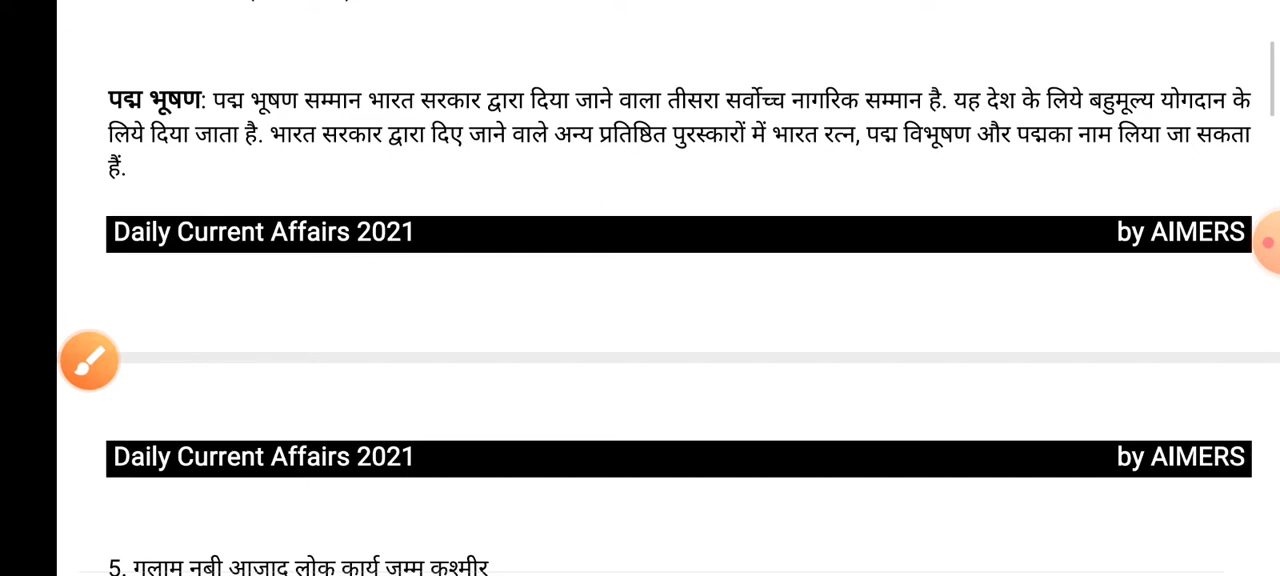 पद्म भूषण: पद्म भूषण सम्मान भारत सरकार द्वारा दिया जाने वाला तीसरा सर्वोच्च नागरिक सम्मान है. यह देश के लिये बहुमूल्य योगदान के
लिये दिया जाता है. भारत सरकार द्वारा दिए जाने वाले अन्य प्रतिष्ठित पुरस्कारों में भारत रत्न, पद्म विभूषण और पद्मका नाम लिया जा सकता
हैं.
Daily Current Affairs 2021 by AIMERS
Daily Current Affairs 2021 by AIMERS
5. गुलाम नबी आजाद लोक कार्य जम्मू कश्मीर